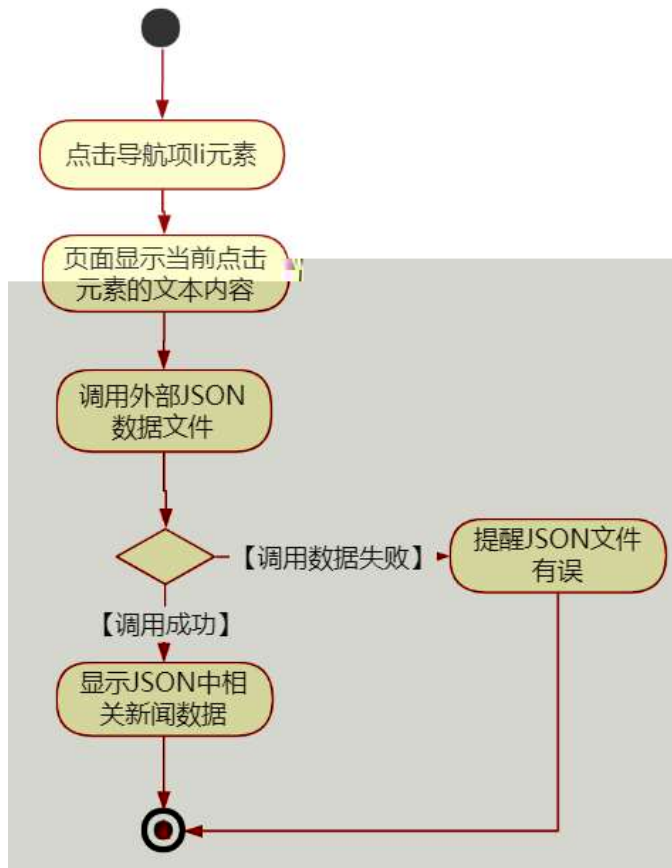 点击导航项li元素
页面显示当前点击
元素的文本内容
调用外部JSON
数据文件
【调用数据失败】
提醒JSON文件
有误
【调用成功】
显示JSON中相
关新闻数据